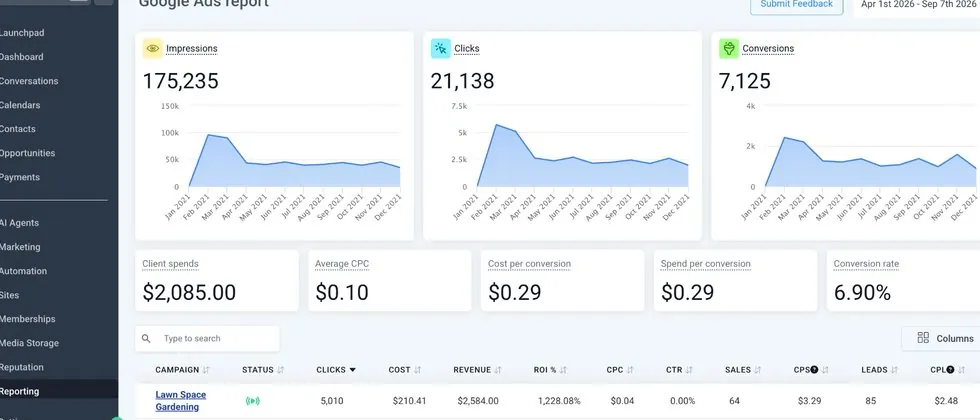 Google Ads report
Submit Feedback
Apr 1st 2026 - Sep 7th 2026
Launchpad
Dashboard
Conversations
Calendars
Contacts
Opportunities
Payments
AI Agents
Marketing
Automation
Sites
Memberships
Media Storage
Reputation
Reporting
Impressions
175,235
150k
100k
50k
0
Jan 2021
Feb 2021
Mar 2021
Apr 2021
May 2021
Jun 2021
Jul 2021
Aug 2021
Sep 2021
Oct 2021
Nov 2021
Dec 2021
Clicks
21,138
7.5k
5k
2.5k
0
Jan 2021
Feb 2021
Mar 2021
Apr 2021
May 2021
Jun 2021
Jul 2021
Aug 2021
Sep 2021
Oct 2021
Nov 2021
Dec 2021
Conversions
7,125
4k
2k
0
Jan 2021
Feb 2021
Mar 2021
Apr 2021
May 2021
Jun 2021
Jul 2021
Aug 2021
Sep 2021
Oct 2021
Nov 2021
Dec 2021
Client spends
$2,085.00
Average CPC
$0.10
Cost per conversion
$0.29
Spend per conversion
$0.29
Conversion rate
6.90%
Type to search
Columns
CAMPAIGN STATUS CLICKS COST REVENUE ROI % CPC CTR SALES CPS LEADS CPL
Lawn Space 5,010 $210.41 $2,584.00 1,228.08% $0.04 0.00% 64 $3.29 85 $2.48
Gardening